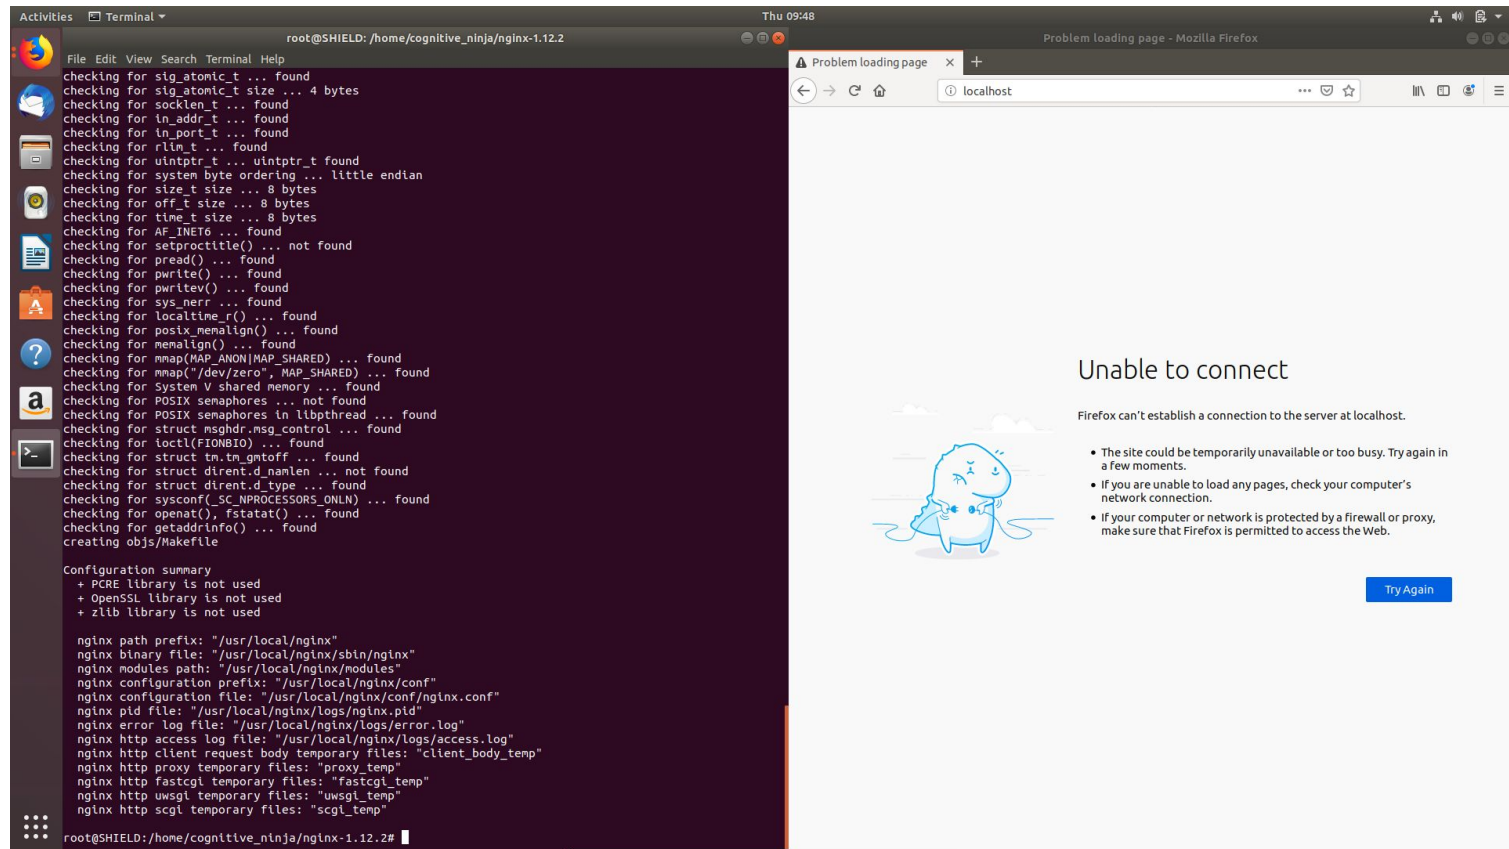 Activities Terminal Thu 09:48
root@SHIELD: /home/cognitive_ninja/nginx-1.12.2
File Edit View Search Terminal Help
checking for sig_atomic_t ... found
checking for sig_atomic_t size ... 4 bytes
checking for socklen_t ... found
checking for in_addr_t ... found
checking for in_port_t ... found
checking for rlim_t ... found
checking for uintptr_t ... uintptr_t found
checking for system byte ordering ... little endian
checking for size_t size ... 8 bytes
checking for off_t size ... 8 bytes
checking for time_t size ... 8 bytes
checking for AF_INET6 ... found
checking for setproctitle() ... not found
checking for pread() ... found
checking for pwrite() ... found
checking for pwritev() ... found
checking for sys_nerr ... found
checking for localtime_r() ... found
checking for posix_memalign() ... found
checking for memalign() ... found
checking for mmap(MAP_ANON|MAP_SHARED) ... found
checking for mmap("/dev/zero", MAP_SHARED) ... found
checking for System V shared memory ... found
checking for POSIX semaphores ... not found
checking for POSIX semaphores in libpthread ... found
checking for struct msghdr.msg_control ... found
checking for ioctl(FIONBIO) ... found
checking for struct tm.tm_gmtoff ... found
checking for struct dirent.d_namlen ... not found
checking for struct dirent.d_type ... found
checking for sysconf(_SC_NPROCESSORS_ONLN) ... found
checking for openat(), fstatat() ... found
checking for getaddrinfo() ... found
creating objs/Makefile
Configuration summary
+ PCRE library is not used
+ OpenSSL library is not used
+ zlib library is not used
nginx path prefix: "/usr/local/nginx"
nginx binary file: "/usr/local/nginx/sbin/nginx"
nginx modules path: "/usr/local/nginx/modules"
nginx configuration prefix: "/usr/local/nginx/conf"
nginx configuration file: "/usr/local/nginx/conf/nginx.conf"
nginx pid file: "/usr/local/nginx/logs/nginx.pid"
nginx error log file: "/usr/local/nginx/logs/error.log"
nginx http access log file: "/usr/local/nginx/logs/access.log"
nginx http client request body temporary files: "client_body_temp"
nginx http proxy temporary files: "proxy_temp"
nginx http fastcgi temporary files: "fastcgi_temp"
nginx http uwsgi temporary files: "uwsgi_temp"
nginx http scgi temporary files: "scgi_temp"
root@SHIELD:/home/cognitive_ninja/nginx-1.12.2#
Problem loading page - Mozilla Firefox
Problem loading page
localhost
Unable to connect
Firefox can't establish a connection to the server at localhost.
• The site could be temporarily unavailable or too busy. Try again in
a few moments.
• If you are unable to load any pages, check your computer's
network connection.
• If your computer or network is protected by a firewall or proxy,
make sure that Firefox is permitted to access the Web.
Try Again